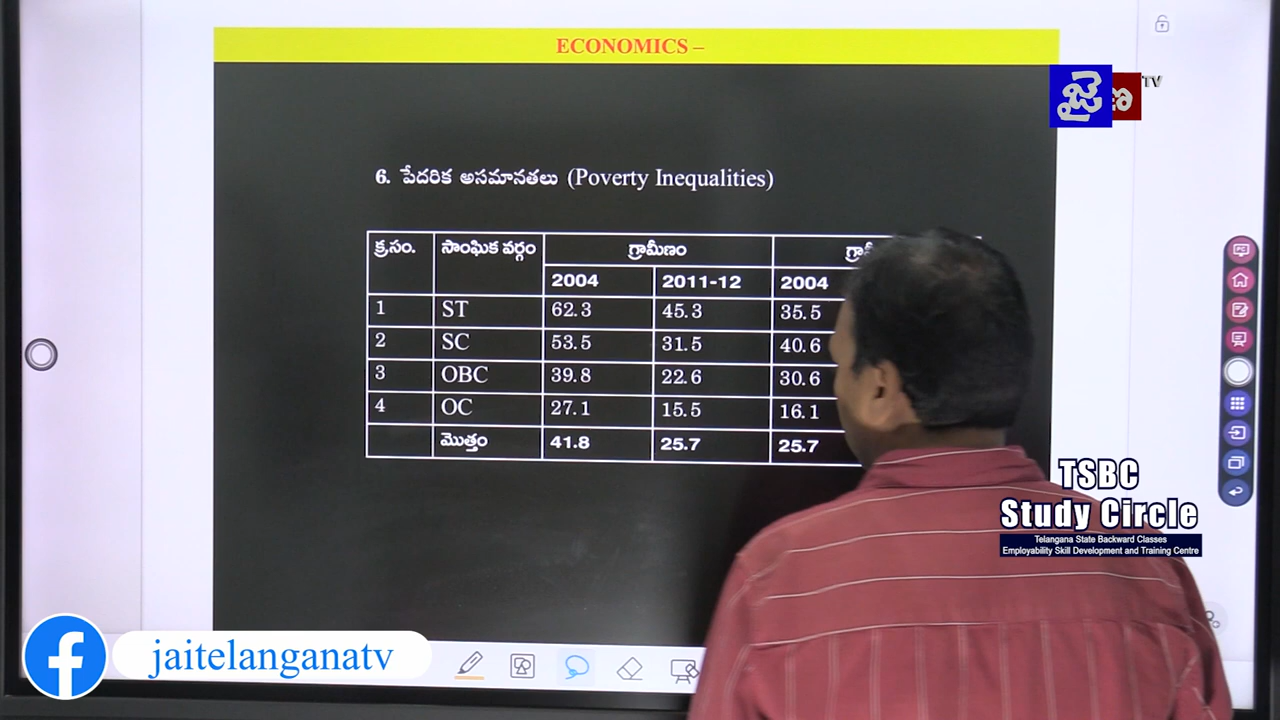 ECONOMICS –
జై
TV
6. పేదరిక అసమానతలు (Poverty Inequalities)
క్ర.సం. సాంఘిక వర్గం గ్రామీణం
2004 2011-12 2004
1 ST 62.3 45.3 35.5
2 SC 53.5 31.5 40.6
3 OBC 39.8 22.6 30.6
4 OC 27.1 15.5 16.1
మొత్తం 41.8 25.7 25.7
TSBC
Study Circle
Telangana State Backward Classes
Employability Skill Development and Training Centre
jaitelanganatv